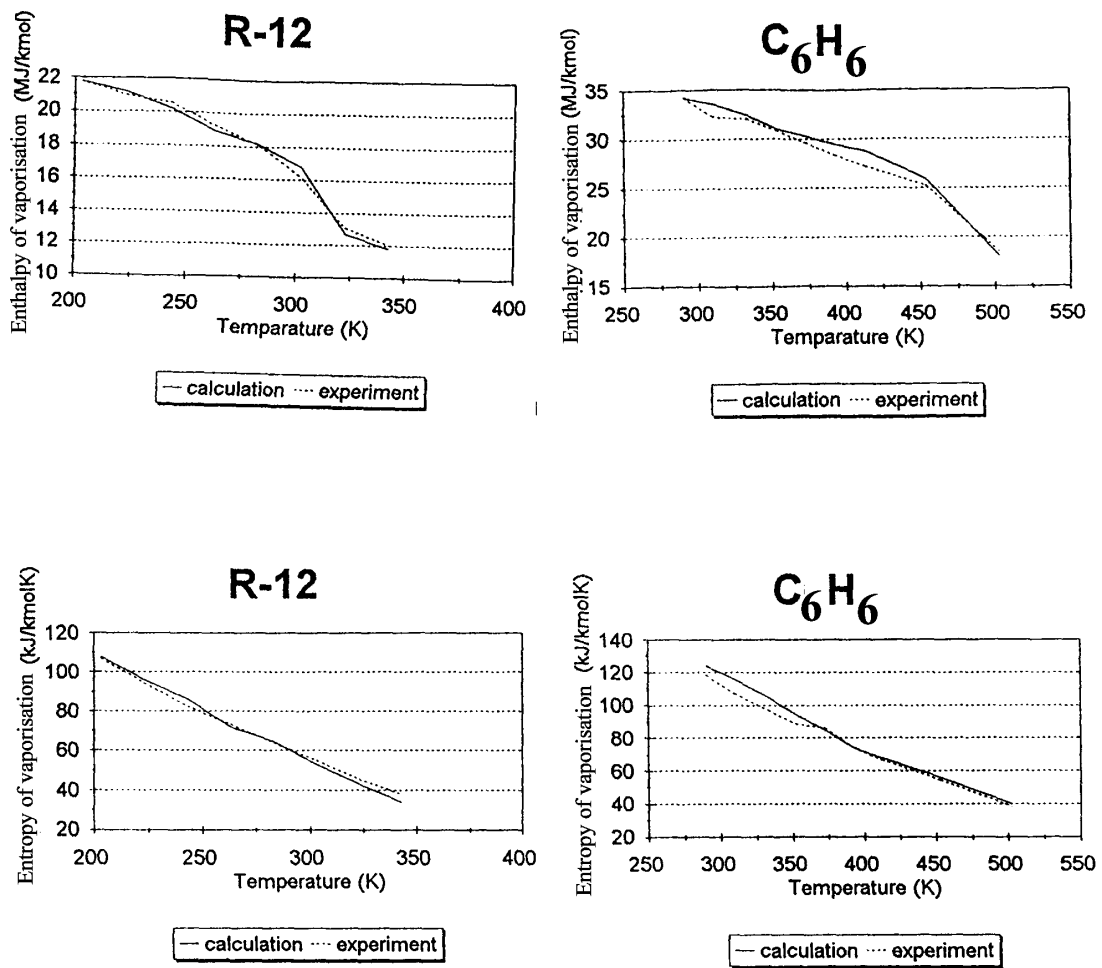 R-12
Enthalpy of vaporisation (MJ/kmol)
22
20
18
16
14
12
10
200 250 300 350 400
Temparature (K)
calculation experiment
C6H6
Enthalpy of vaporisation (MJ/kmol)
35
30
25
20
15
250 300 350 400 450 500 550
Temparature (K)
calculation experiment
R-12
Entropy of vaporisation (kJ/kmolK)
120
100
80
60
40
20
200 250 300 350 400
Temperature (K)
calculation experiment
C6H6
Entropy of vaporisation (kJ/kmolK)
140
120
100
80
60
40
20
250 300 350 400 450 500 550
Temperature (K)
calculation experiment